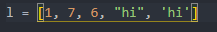 l = [1, 7, 6, "hi", 'hi']